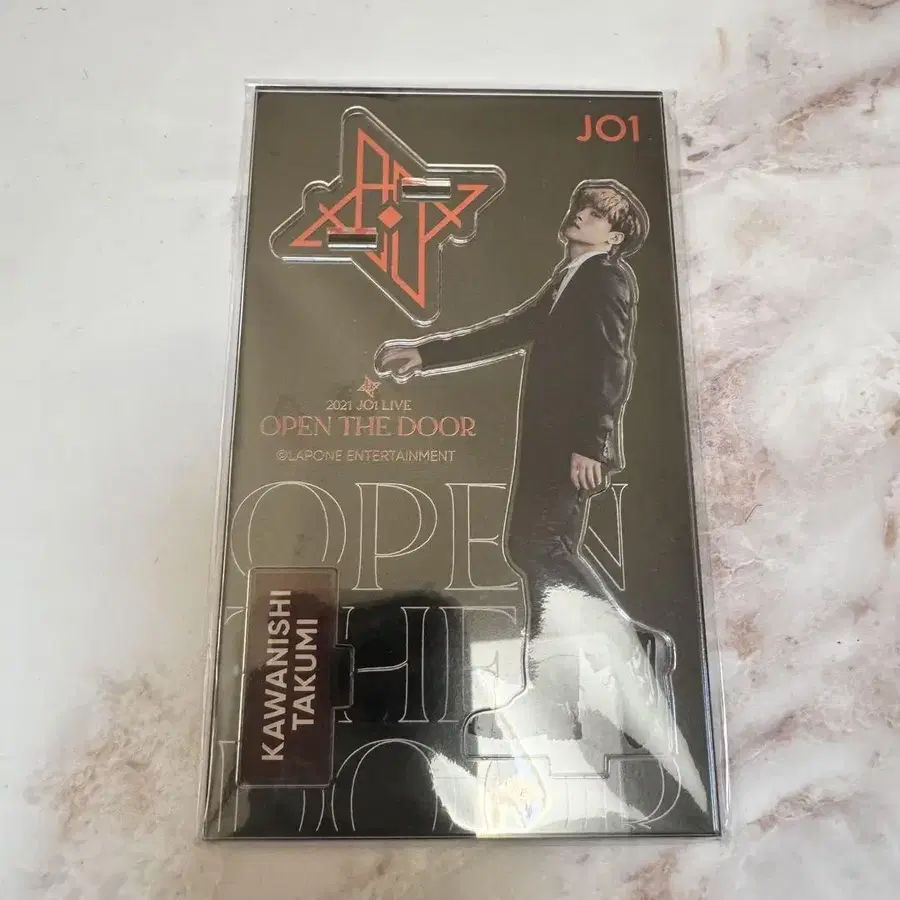 JO1
2021 JO1 LIVE
OPEN THE DOOR
©LAPONE ENTERTAINMENT
OPEN
THE
DOOR
KAWANISHI
TAKUMI